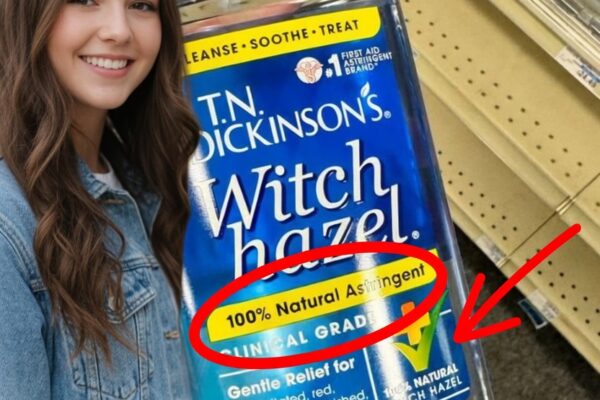 CLEANSE • SOOTHE • TREAT
#1 FIRST AID
ASTRINGENT
BRAND*
T.N.
DICKINSON'S®
Witch
hazel®
100% Natural Astringent
CLINICAL GRADE
Gentle Relief for
red,
100% NATURAL
HAZEL